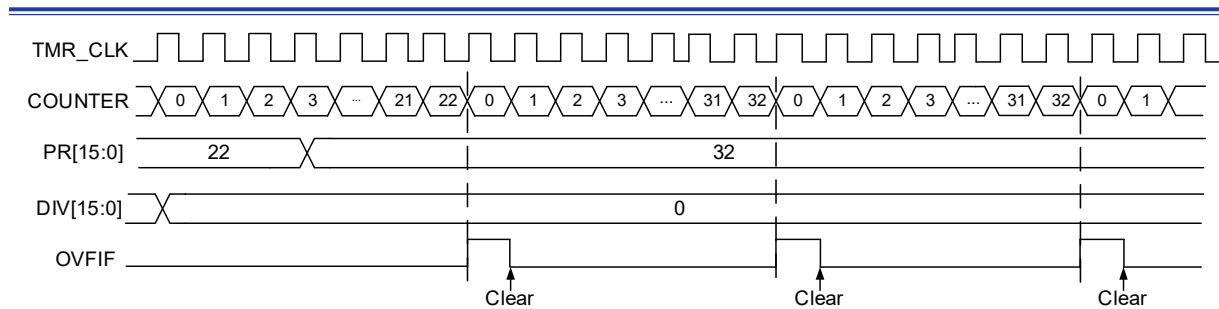 TMR_CLK
COUNTER 0 1 2 3 ... 21 22 0 1 2 3 ... 31 32 0 1 2 3 ... 31 32 0 1
PR[15:0] 22 32
DIV[15:0] 0
OVFIF
Clear Clear Clear